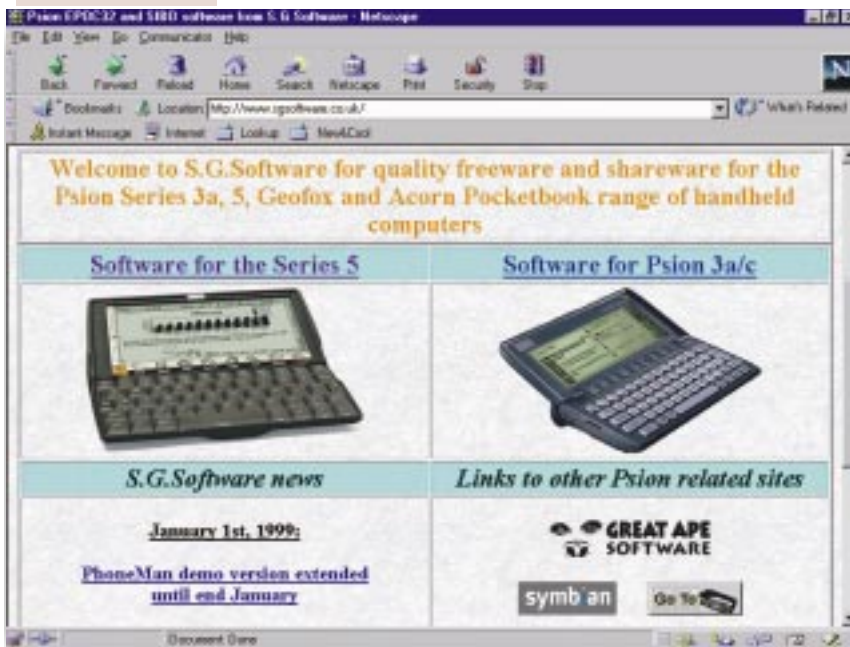 Psion EPOC32 and SIBO software from S.G Software - Netscape
File Edit View Go Communicator Help
Back Forward Reload Home Search Netscape Print Security Stop
Bookmarks Location: http://www.sgsoftware.co.uk/ What's Related
Instant Message Internet Lookup New&Cool
Welcome to S.G.Software for quality freeware and shareware for the
Psion Series 3a, 5, Geofox and Acorn Pocketbook range of handheld
computers
Software for the Series 5
Software for Psion 3a/c
S.G.Software news
Links to other Psion related sites
January 1st, 1999:
PhoneMan demo version extended
until end January
GREAT APE
SOFTWARE
symbian
Go To
Document: Done